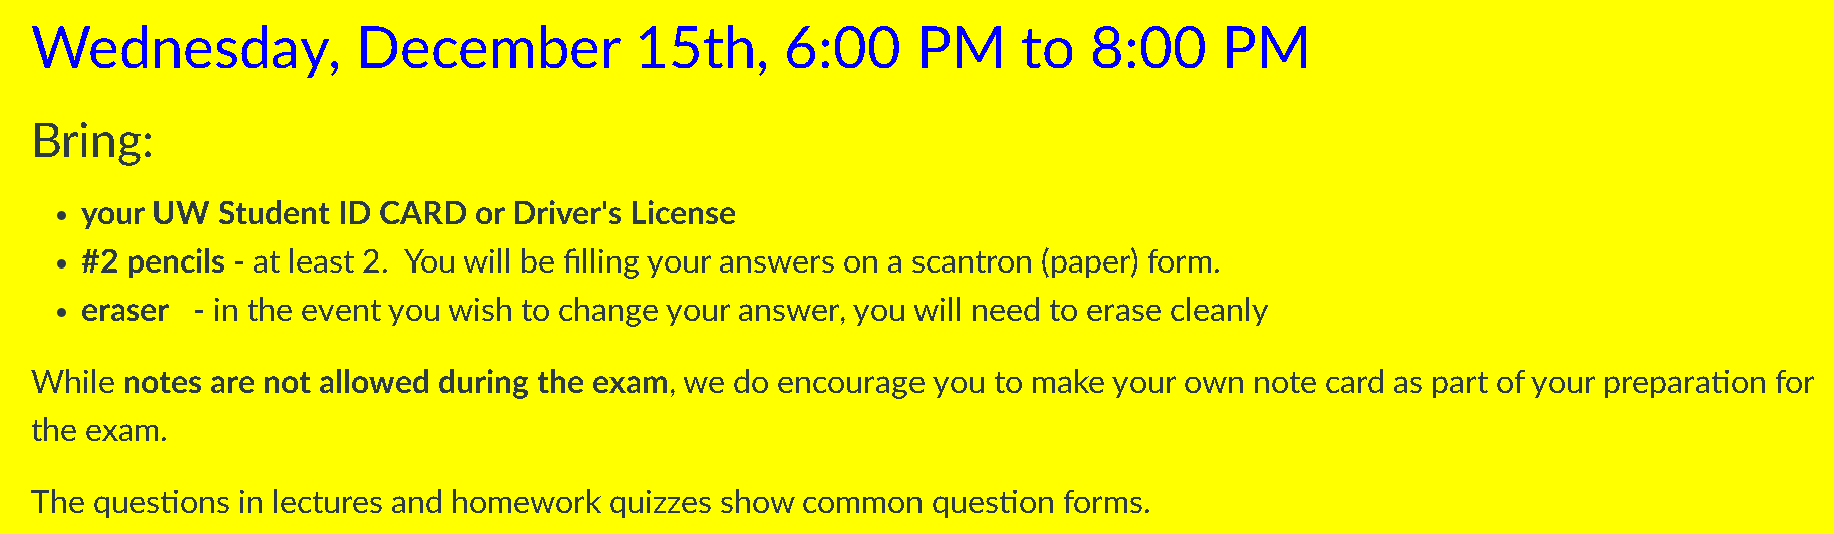 Wednesday, December 15th, 6:00 PM to 8:00 PM
Bring:
• your UW Student ID CARD or Driver's License
• #2 pencils - at least 2.  You will be filling your answers on a scantron (paper) form.
• eraser   - in the event you wish to change your answer, you will need to erase cleanly
While notes are not allowed during the exam, we do encourage you to make your own note card as part of your preparation for
the exam.
The questions in lectures and homework quizzes show common question forms.